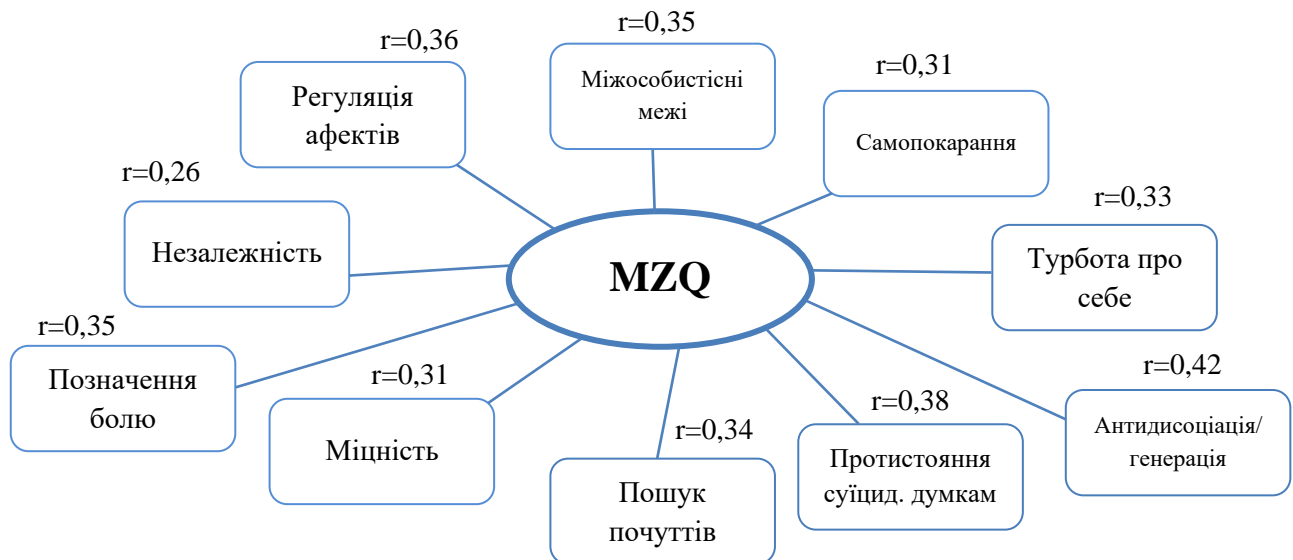 r=0,35
r=0,36
r=0,31
Міжособистісні
межі
Регуляція
афектів
Самопокарання
r=0,26
r=0,33
Незалежність
MZQ
Турбота про
себе
r=0,35
Позначення
болю
r=0,31
Міцність
r=0,34
Пошук
почуттів
r=0,38
Протистояння
суїцид. думкам
r=0,42
Антидисоціація/
генерація